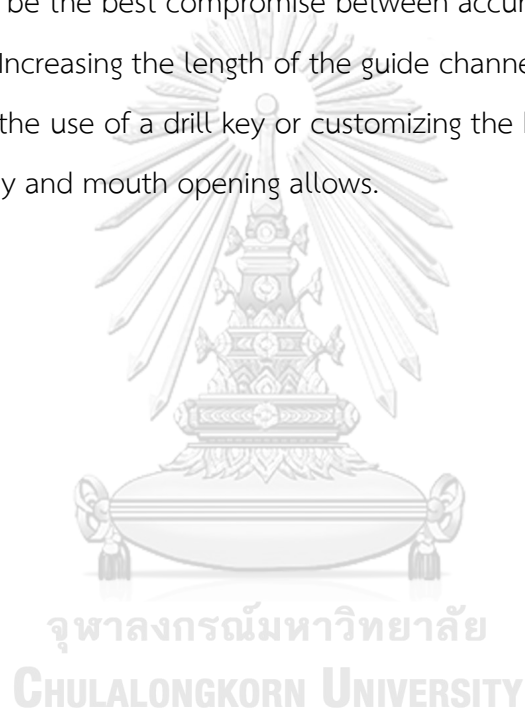 be the best compromise between accur
Increasing the length of the guide channe
the use of a drill key or customizing the
y and mouth opening allows.
จุฬาลงกรณ์มหาวิทยาลัย
CHULALONGKORN UNIVERSITY